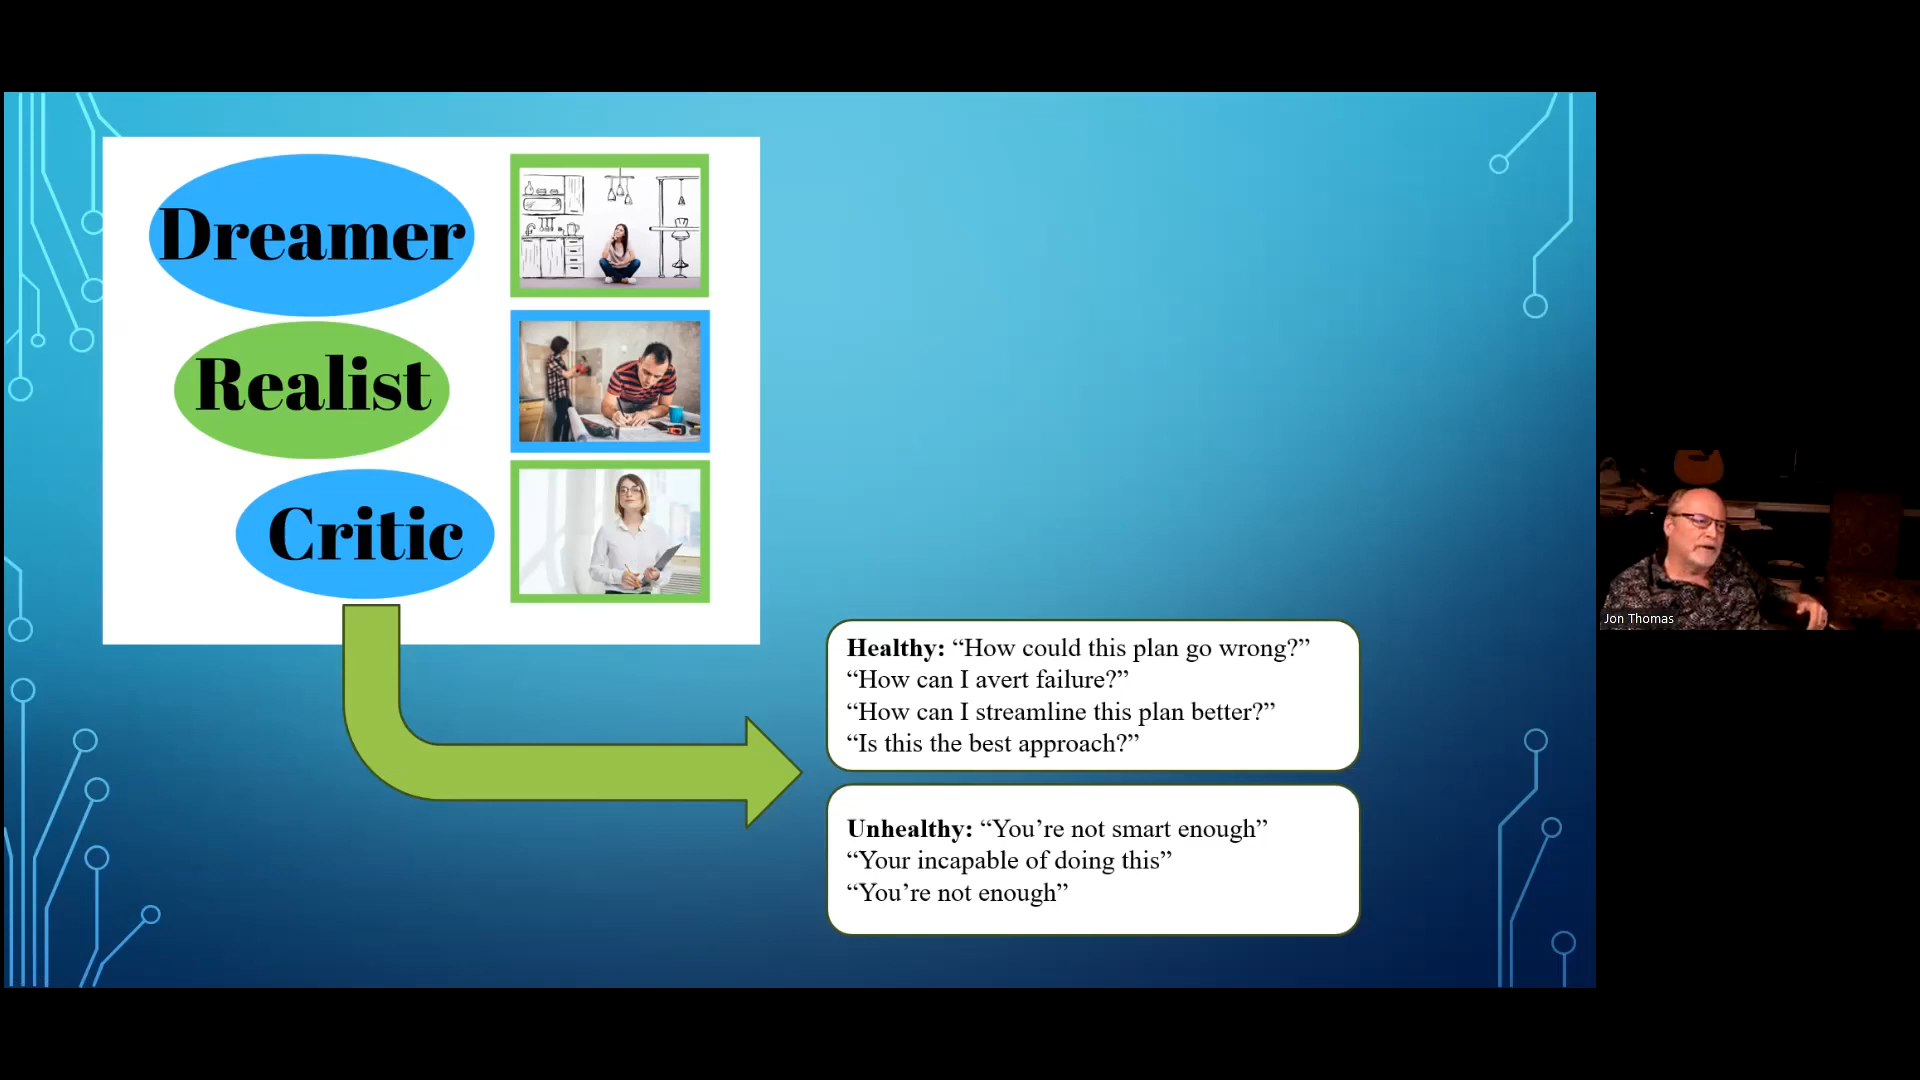 Dreamer
Realist
Critic
Healthy: “How could this plan go wrong?”
“How can I avert failure?”
“How can I streamline this plan better?”
“Is this the best approach?”
Unhealthy: “You’re not smart enough”
“Your incapable of doing this”
“You’re not enough”
Jon Thomas